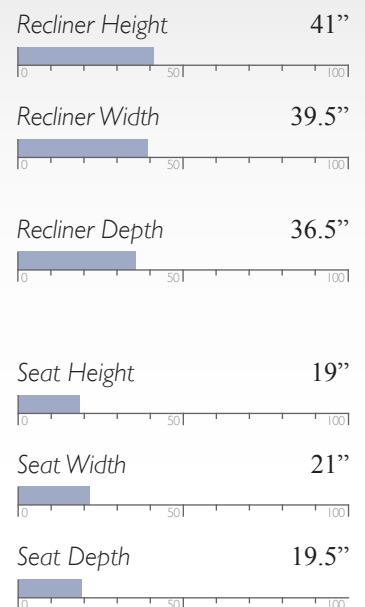 Recliner Height 41”
0 50 100
Recliner Width 39.5”
0 50 100
Recliner Depth 36.5”
0 50 100
Seat Height 19”
0 50 100
Seat Width 21”
0 50 100
Seat Depth 19.5”
0 50 100